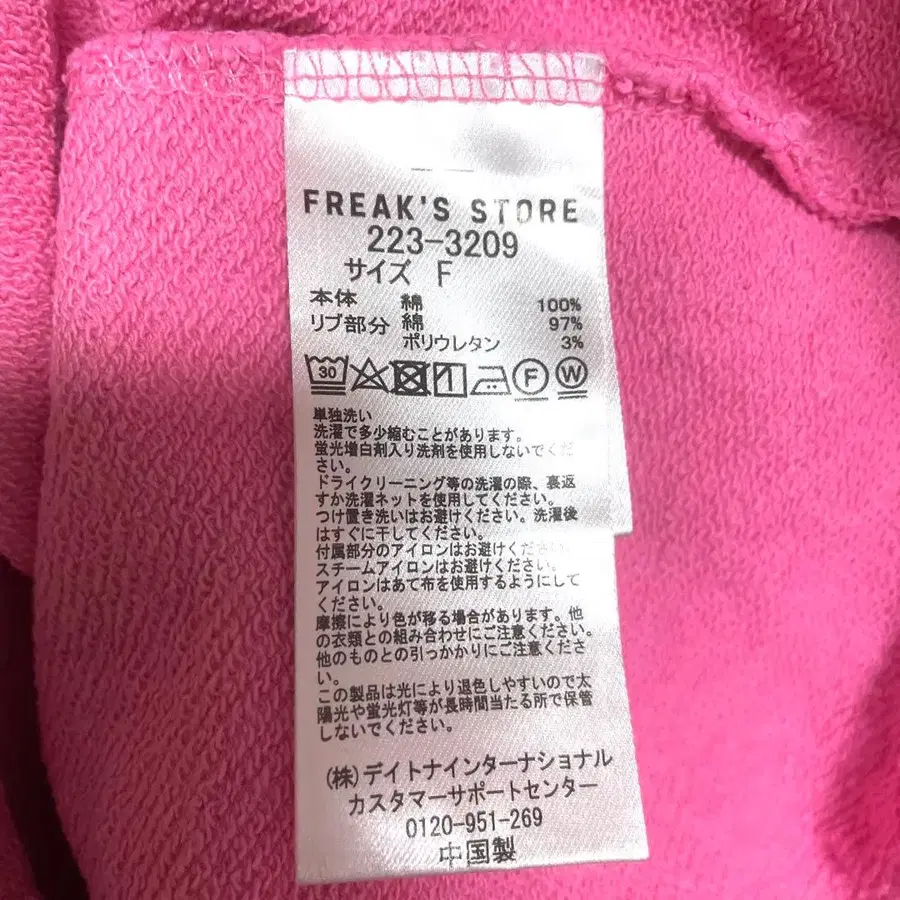 FREAK'S STORE
223-3209
サイズ F
本体 綿 100%
リブ部分 綿 97%
ポリウレタン 3%
30 F W
単独洗い
洗濯で多少縮むことがあります。
蛍光増白剤入り洗剤を使用しないでくだ
さい。
ドライクリーニング等の洗濯の際、裏返
すか洗濯ネットを使用してください。
つけ置き洗いはお避けください。洗濯後
はすぐに干してください。
付属部分のアイロンはお避けください。
スチームアイロンはお避けください。
アイロンはあて布を使用するようにして
ください。
摩擦により色が移る場合があります。他
の衣類との組み合わせにご注意ください。
他のものとの引っかかりにご注意くださ
い。
この製品は光により退色しやすいので太
陽光や蛍光灯等が長時間当たる所で保管
しないでください。
(株)デイトナインターナショナル
カスタマーサポートセンター
0120-951-269
中国製